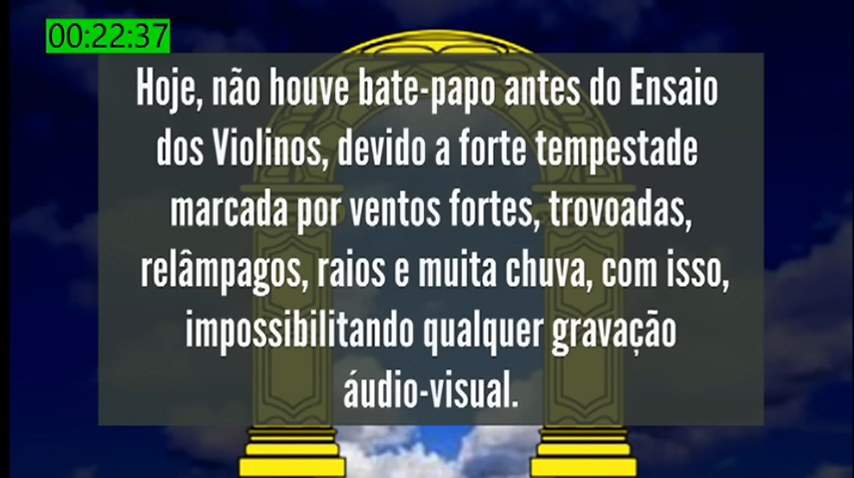 00:22:37
Hoje, não houve bate-papo antes do Ensaio
dos Violinos, devido a forte tempestade
marcada por ventos fortes, trovoadas,
relâmpagos, raios e muita chuva, com isso,
impossibilitando qualquer gravação
áudio-visual.